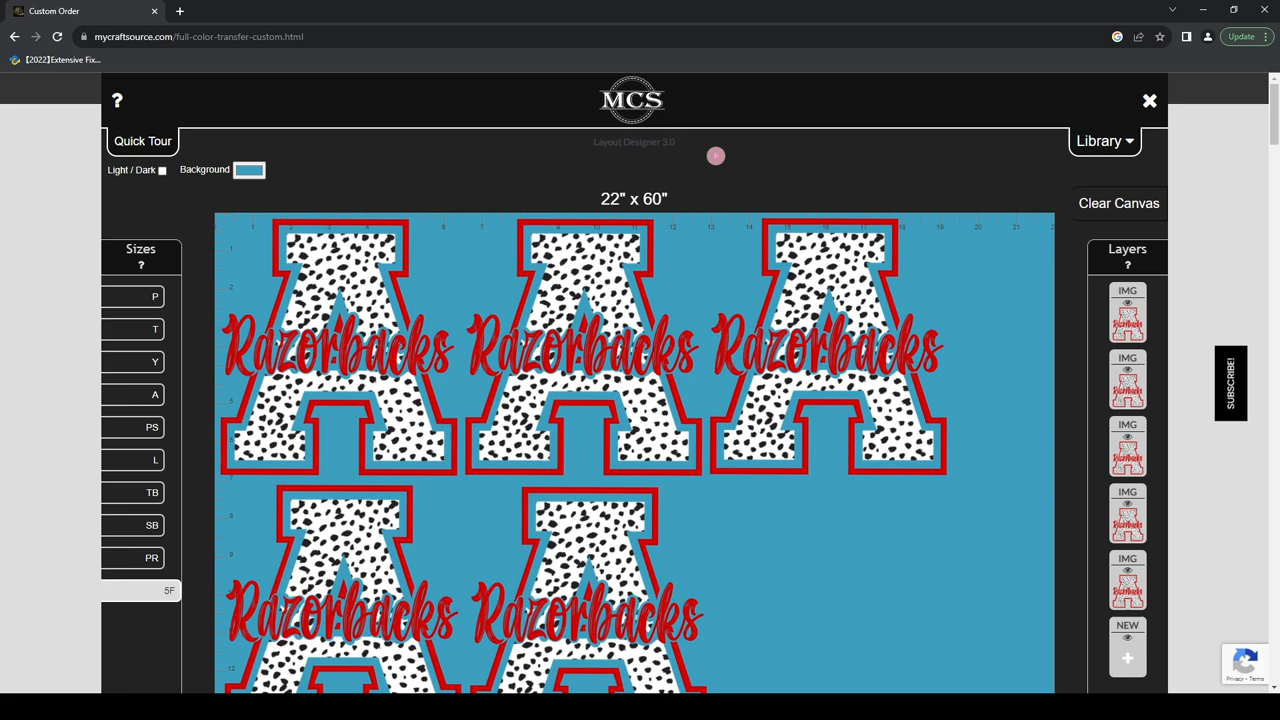 Custom Order
mycraftsource.com/full-color-transfer-custom.html
Update
【2022】Extensive Fix...
?
MCS
Quick Tour
Layout Designer 3.0
Library
Light / Dark
Background
22" x 60"
Clear Canvas
Sizes
?
P
T
Y
A
PS
L
TB
SB
PR
5F
Razorbacks
Razorbacks
Razorbacks
Razorbacks
Razorbacks
Layers
?
IMG
IMG
IMG
IMG
IMG
NEW
SUBSCRIBE!
Privacy - Terms